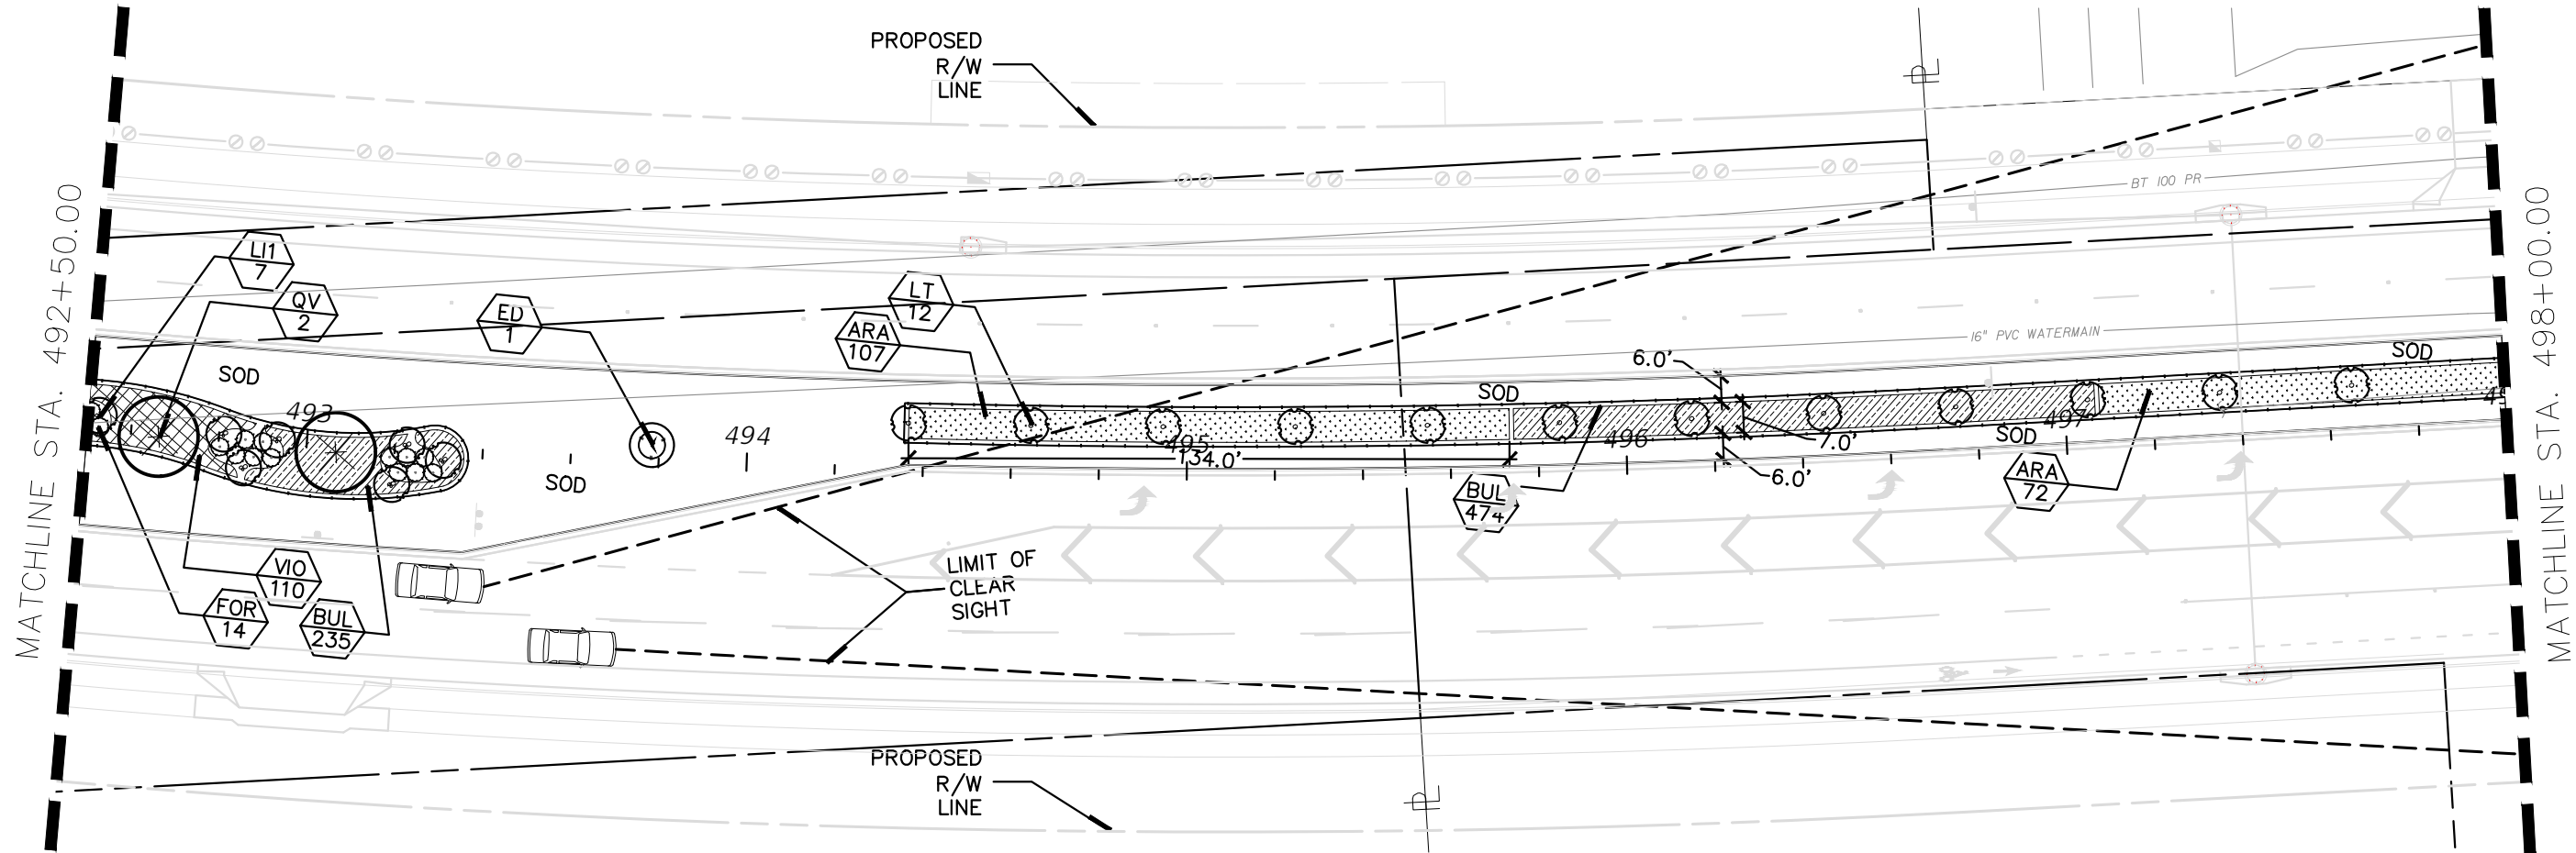 PROPOSED
R/W
LINE
MATCHLINE STA. 492+50.00
MATCHLINE STA. 498+00.00
BT 100 PR
16" PVC WATERMAIN
LI1
7
QV
2
ED
1
LT
12
ARA
107
SOD
493
494
SOD
SOD
6.0'
495
134.0'
496
7.0'
6.0'
SOD
497
SOD
4
BUL
474
ARA
72
VIO
110
FOR
14
BUL
235
LIMIT OF
CLEAR
SIGHT
PROPOSED
R/W
LINE
PL
PL